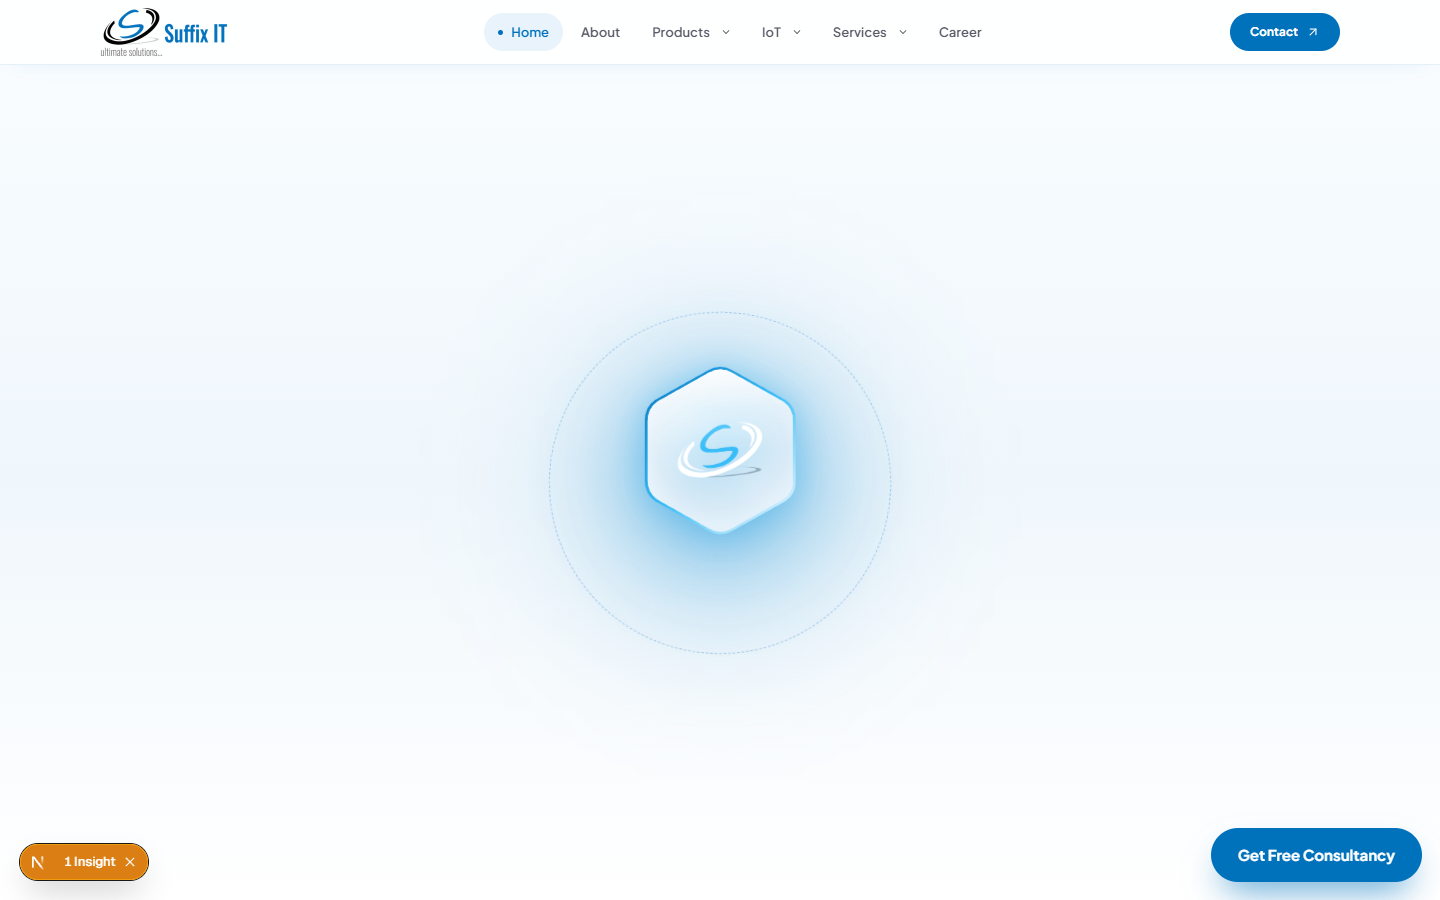 Suffix IT
ultimate solutions...
Home
About
Products
IoT
Services
Career
Contact
1 Insight
Get Free Consultancy